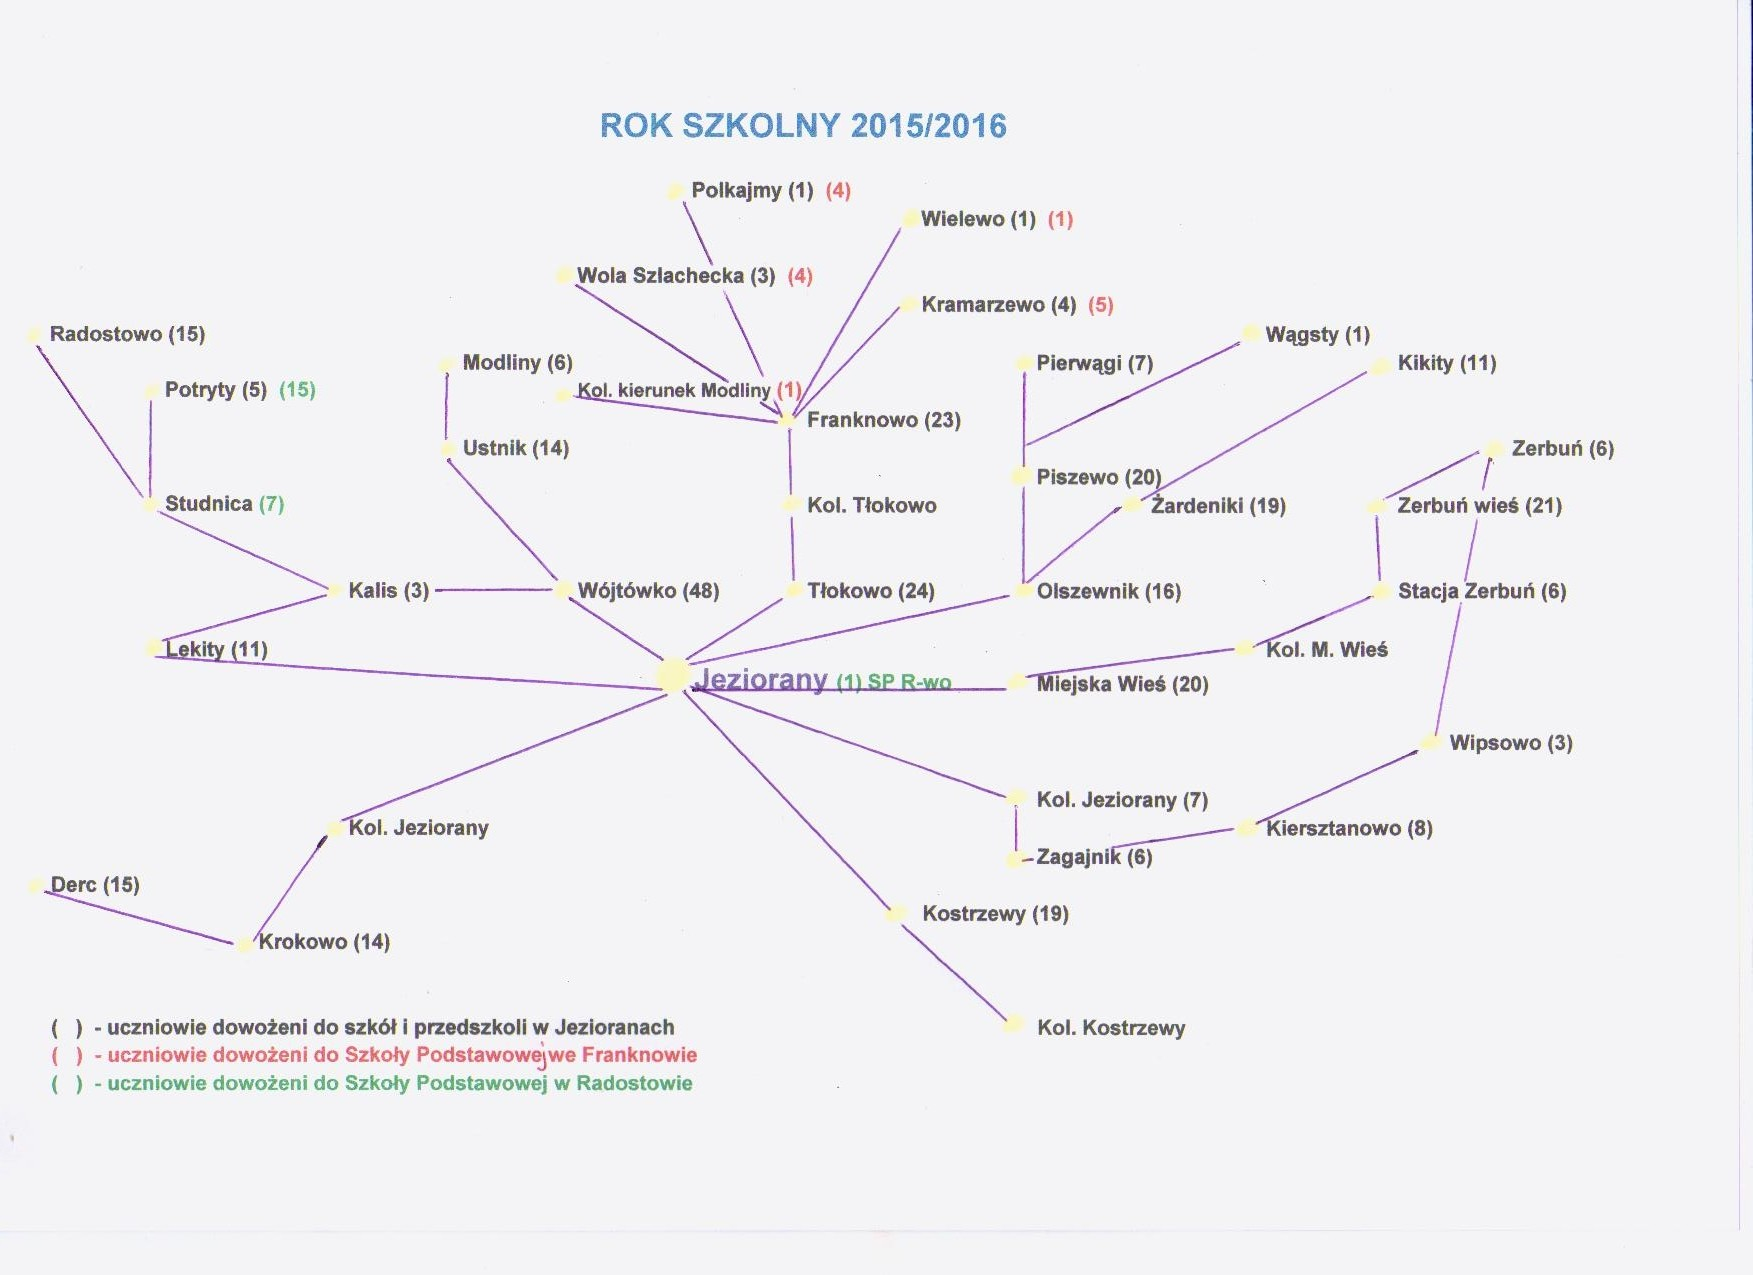 ROK SZKOLNY 2015/2016
Polkajmy (1) (4)
Wielewo (1) (1)
Wola Szlachecka (3) (4)
Kramarzewo (4) (5)
Radostowo (15)
Wągsty (1)
Modliny (6)
Pierwągi (7)
Kikity (11)
Potryty (5) (15)
Kol. kierunek Modliny (1)
Franknowo (23)
Ustnik (14)
Zerbuń (6)
Piszewo (20)
Studnica (7)
Kol. Tłokowo
Żardeniki (19)
Zerbuń wieś (21)
Kalis (3)
Wójtówko (48)
Tłokowo (24)
Olszewnik (16)
Stacja Zerbuń (6)
Lekity (11)
Kol. M. Wieś
Jeziorany (1) SP R-wo
Miejska Wieś (20)
Wipsowo (3)
Kol. Jeziorany (7)
Kol. Jeziorany
Kiersztanowo (8)
Zagajnik (6)
Derc (15)
Kostrzewy (19)
Krokowo (14)
( ) - uczniowie dowożeni do szkół i przedszkoli w Jezioranach
Kol. Kostrzewy
( ) - uczniowie dowożeni do Szkoły Podstawowej we Franknowie
( ) - uczniowie dowożeni do Szkoły Podstawowej w Radostowie